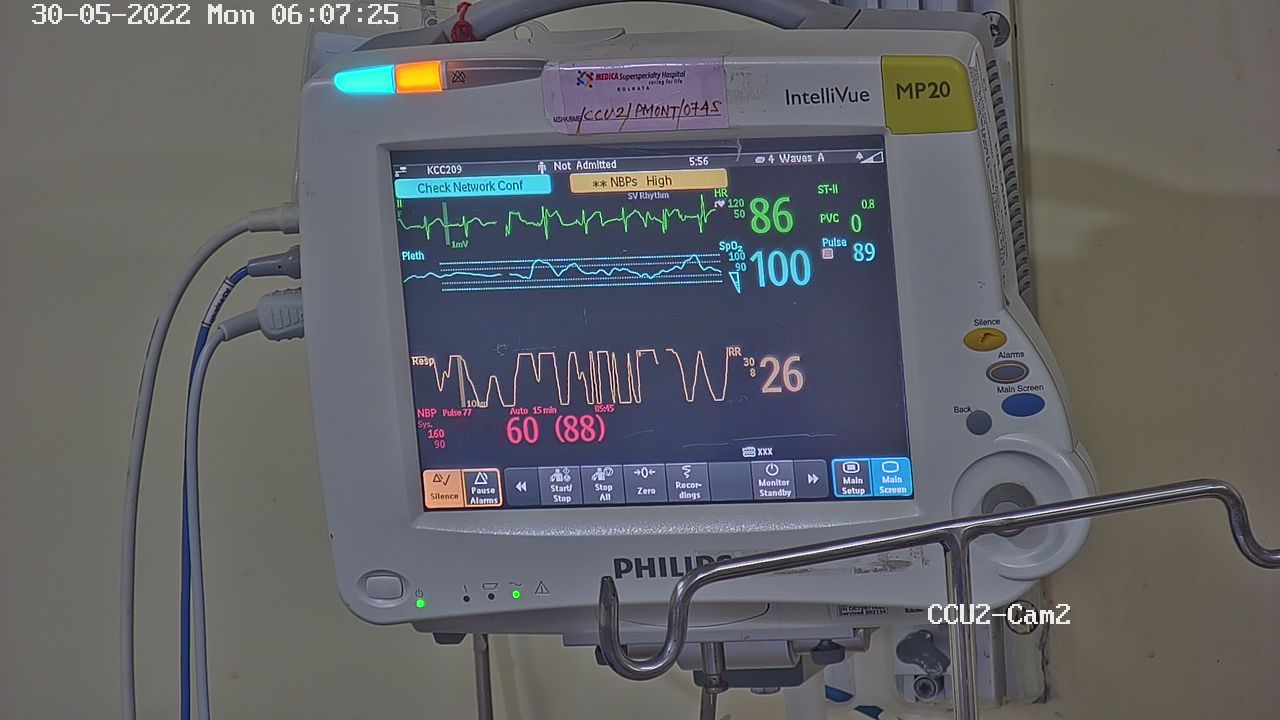 30-05-2022 Mon 06:07:25
MEDICA Superspecialty Hospital
KOLKATA
CCU2/PMONT/0745
IntelliVue
MP20
KCC209
Not Admitted
5:56
4 Waves A
Check Network Conf
** NBPs High
SV Rhythm
II
1mV
HR
120
50
86
ST-II
0.8
PVC
0
Pleth
SpO₂
100
90
100
Pulse
89
Resp
RR
30
8
26
NBP
Pulse 77
Auto
15 min
05:45
Sys.
160
90
60 (88)
xxx
Silence
Pause
Alarms
Start/
Stop
Stop
All
Zero
Recor-
dings
Monitor
Standby
Main
Setup
Main
Screen
Silence
Alarms
Main Screen
Back
PHILIPS
CCU2-Cam2